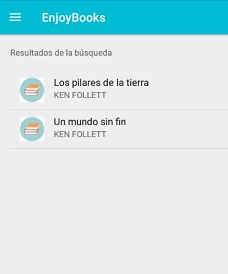 EnjoyBooks
Resultados de la búsqueda
Los pilares de la tierra
KEN FOLLETT
Un mundo sin fin
KEN FOLLETT